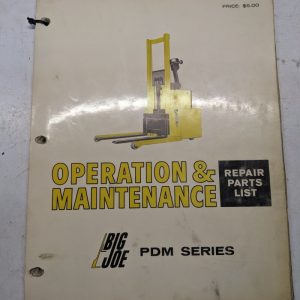 PRICE: $5.00
OPERATION &
MAINTENANCE
REPAIR
PARTS
LIST
BIG
JOE
PDM SERIES